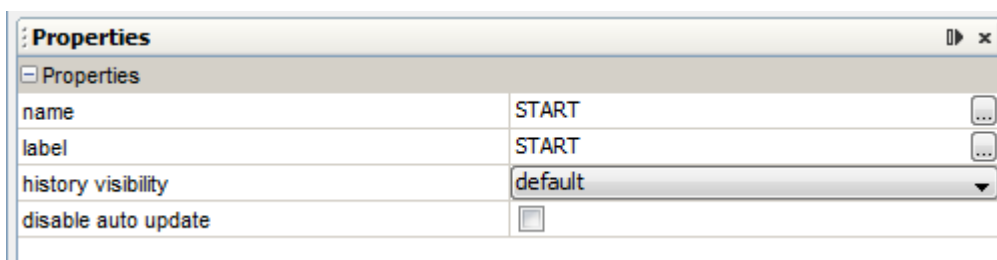 Properties
Properties
name START ...
label START ...
history visibility default
disable auto update